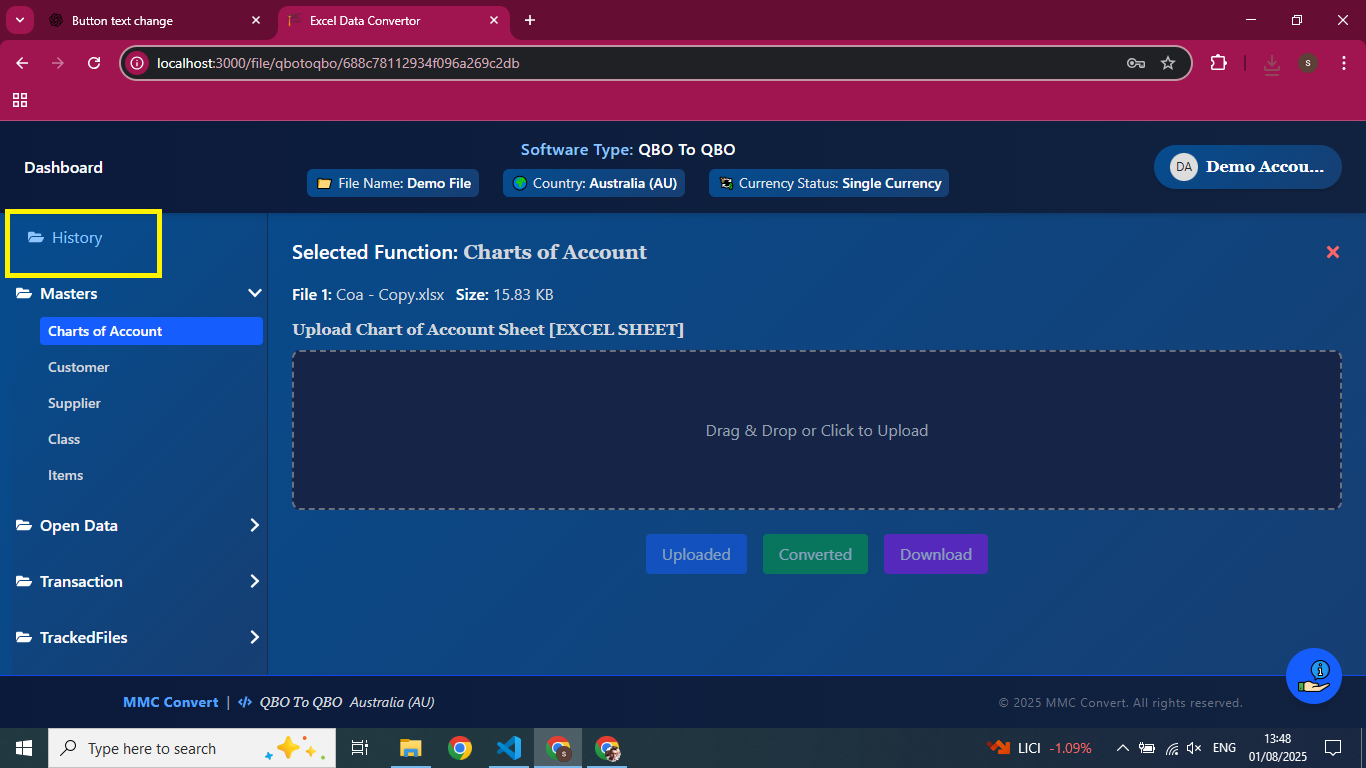 Button text change
Excel Data Convertor
localhost:3000/file/qbotoqbo/688c78112934f096a269c2db
s
Dashboard
Software Type: QBO To QBO
File Name: Demo File
Country: Australia (AU)
Currency Status: Single Currency
DA
Demo Accou...
History
Masters
Charts of Account
Customer
Supplier
Class
Items
Open Data
Transaction
TrackedFiles
Selected Function: Charts of Account
File 1: Coa - Copy.xlsx Size: 15.83 KB
Upload Chart of Account Sheet [EXCEL SHEET]
Drag & Drop or Click to Upload
Uploaded
Converted
Download
MMC Convert | </> QBO To QBO Australia (AU)
© 2025 MMC Convert. All rights reserved.
Type here to search
LICI -1.09%
ENG
13:48
01/08/2025